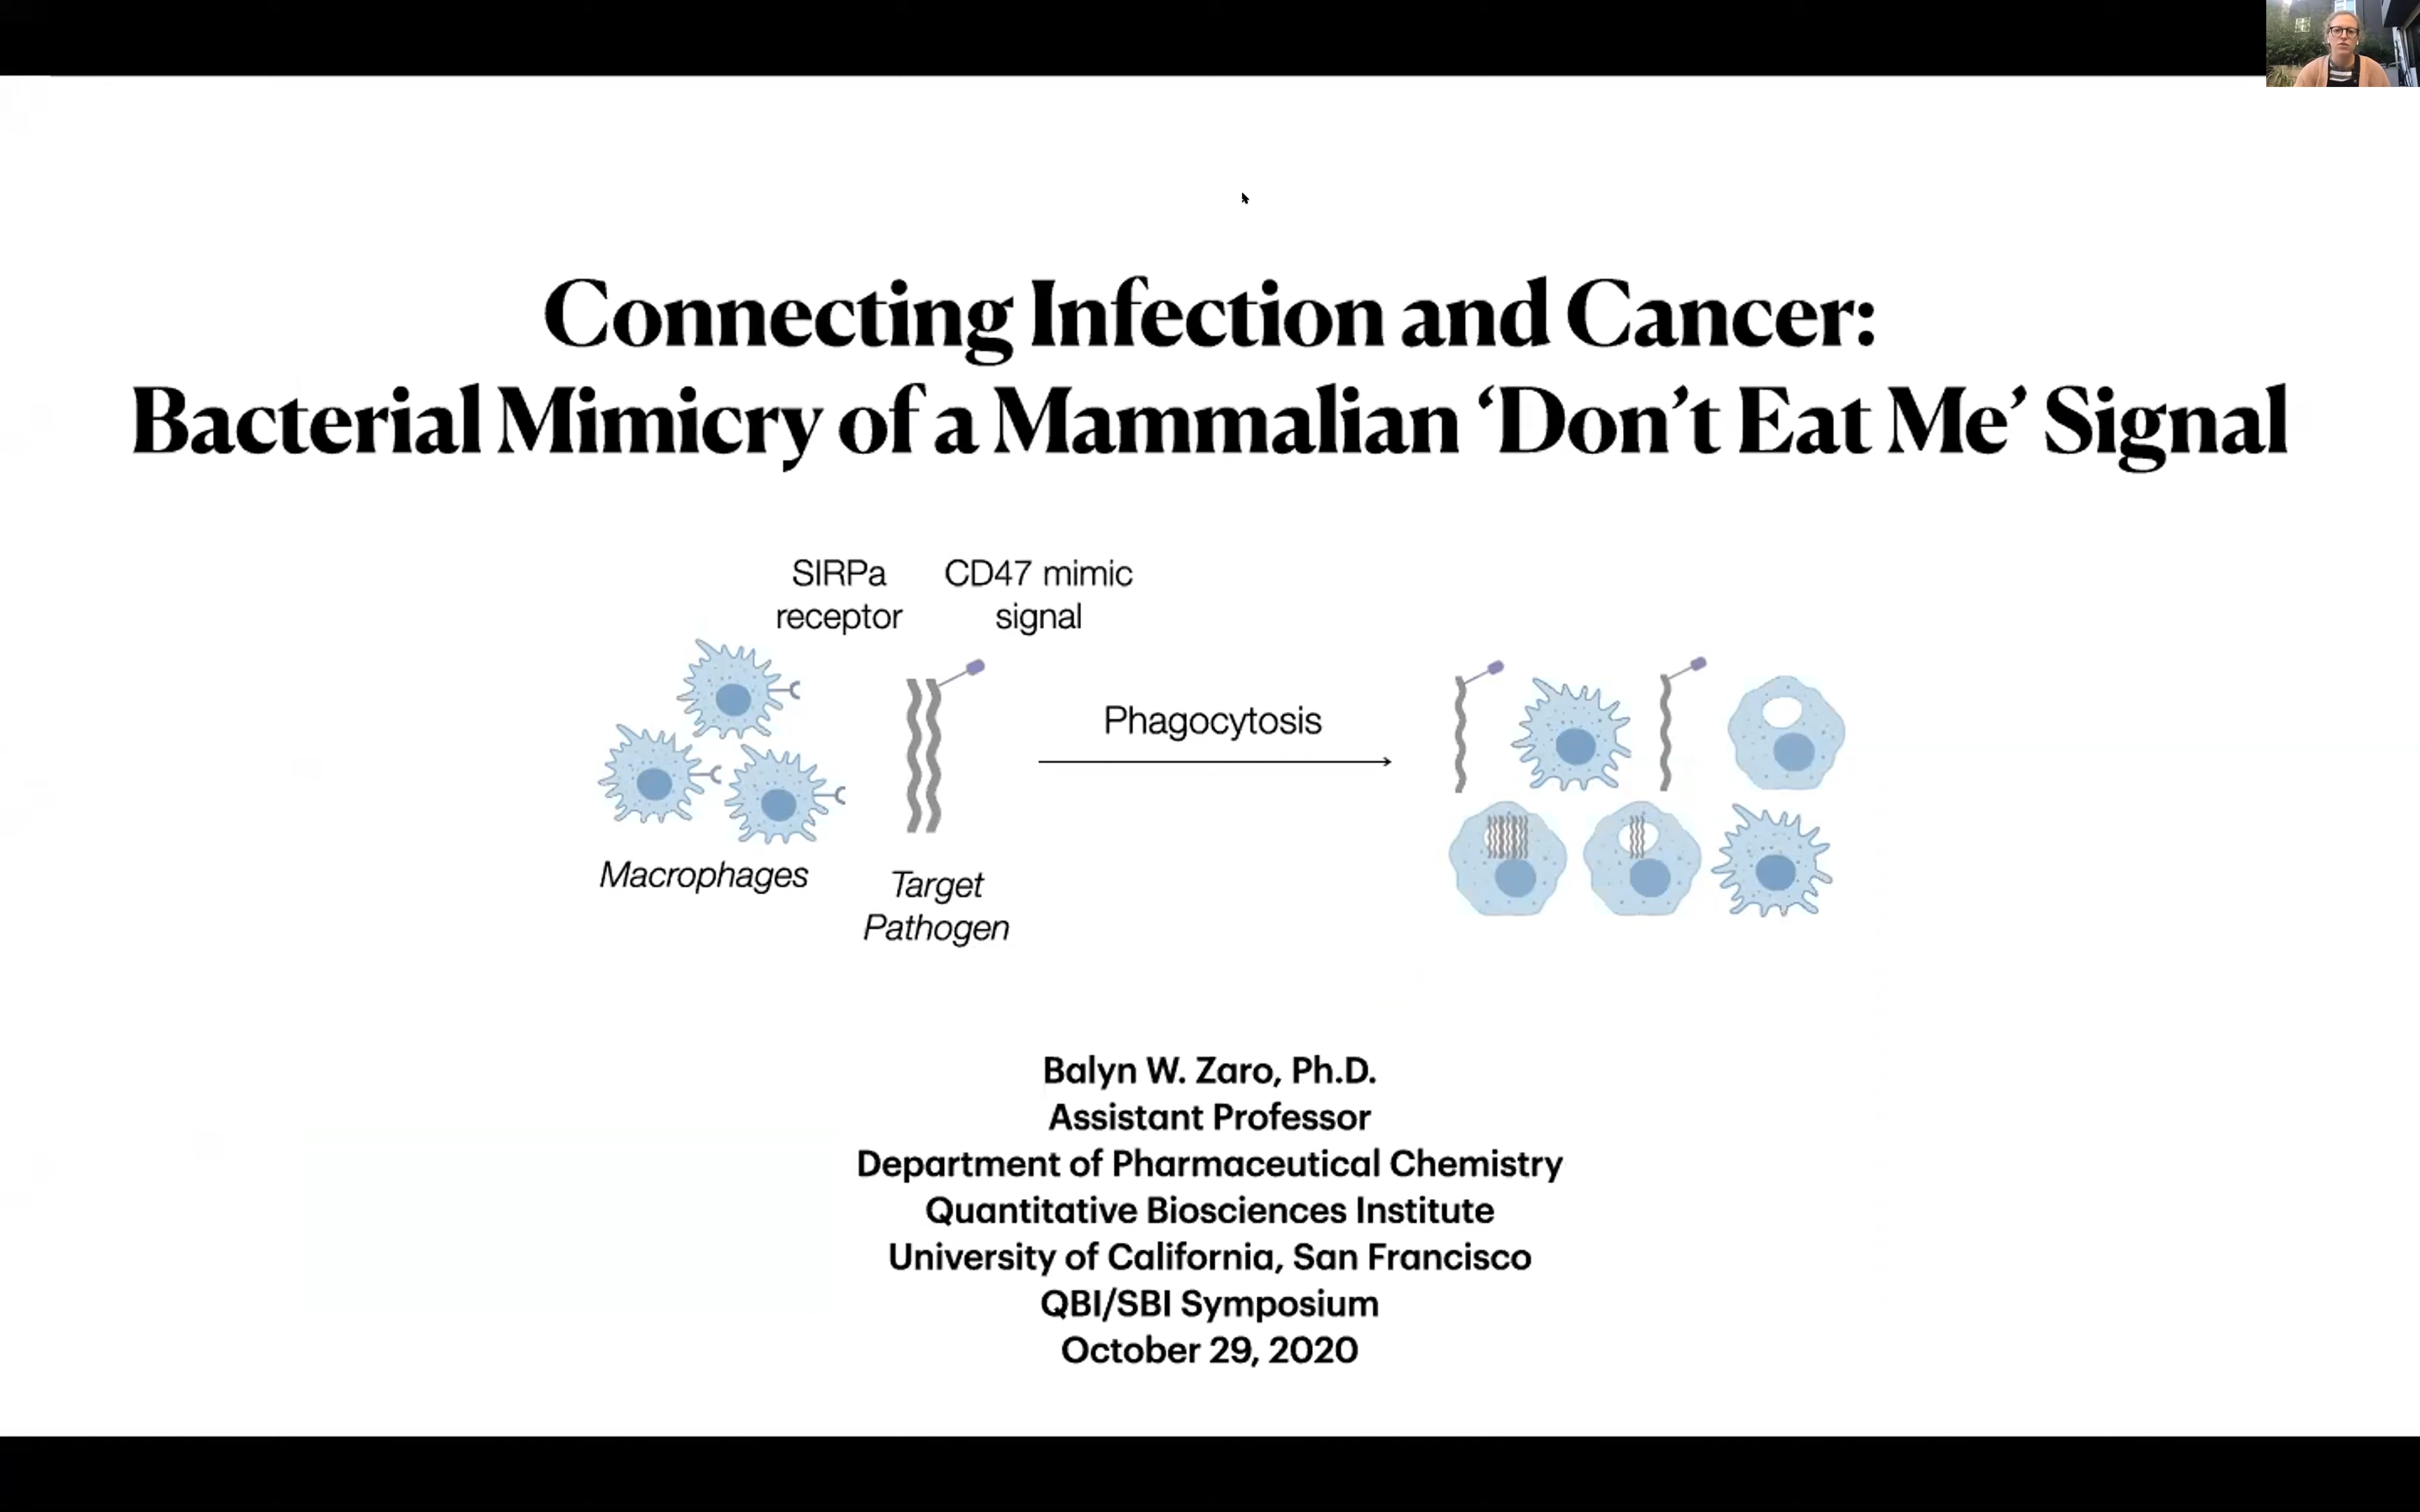 Connecting Infection and Cancer:
Bacterial Mimicry of a Mammalian ‘Don’t Eat Me’ Signal
SIRPa
receptor
CD47 mimic
signal
Phagocytosis
Macrophages
Target
Pathogen
Balyn W. Zaro, Ph.D.
Assistant Professor
Department of Pharmaceutical Chemistry
Quantitative Biosciences Institute
University of California, San Francisco
QBI/SBI Symposium
October 29, 2020